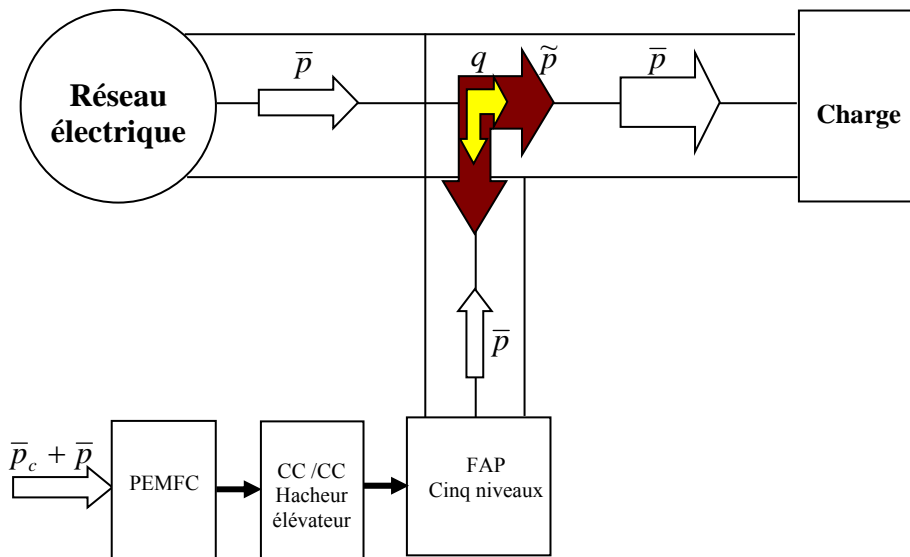 p̅ q p̃ p̅
Réseau
électrique
Charge
p̅
p̅c + p̅
PEMFC
CC /CC
Hacheur
élévateur
FAP
Cinq niveaux